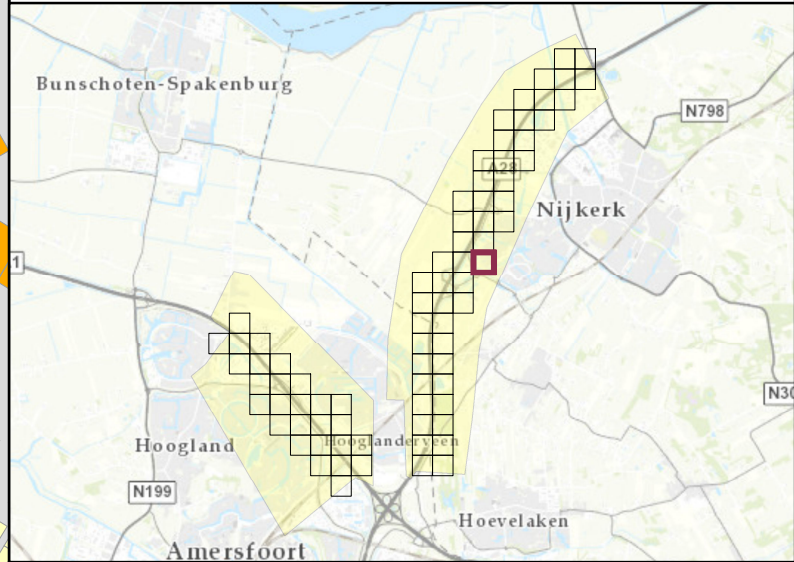 Bunschoten-Spakenburg
N798
A28
Nijkerk
1
N30
Hoogland
Hooglanderveen
N199
Hoevelaken
Amersfoort